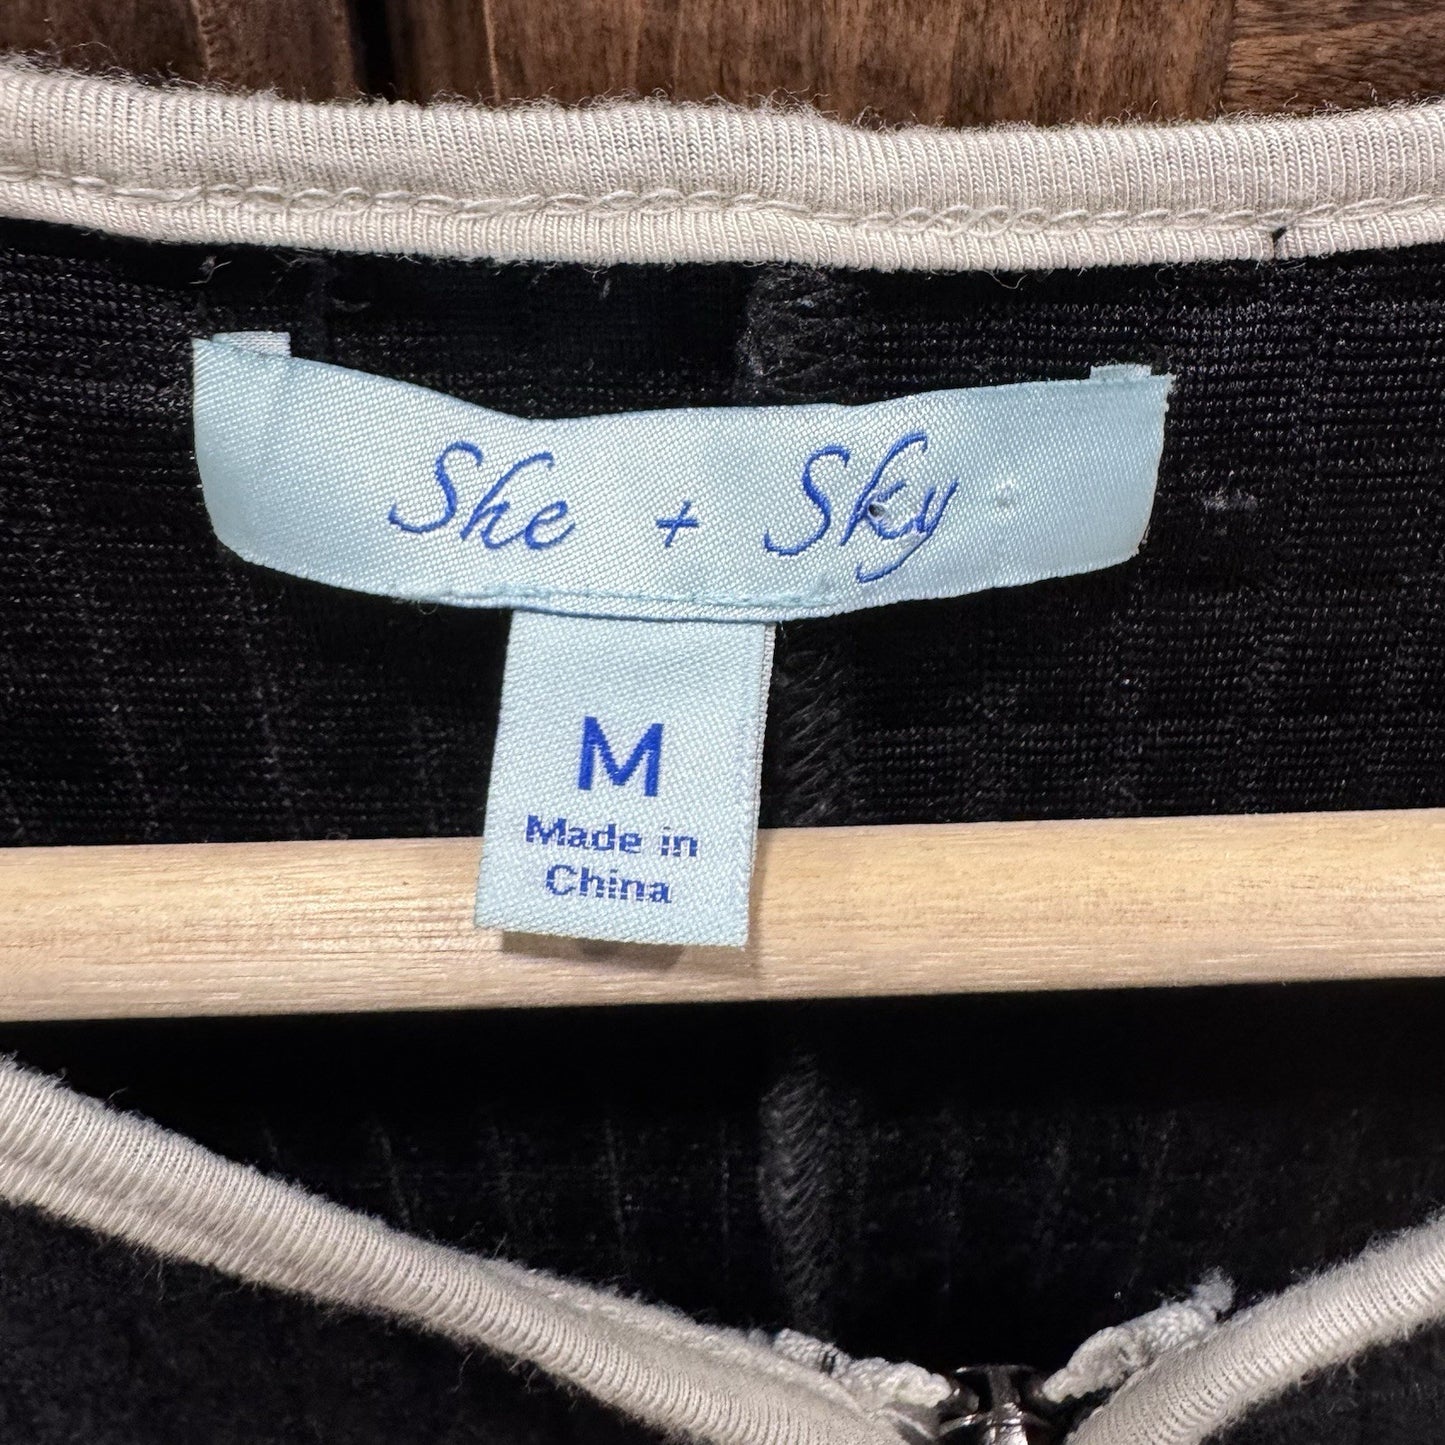 She + Sky
M
Made in
China